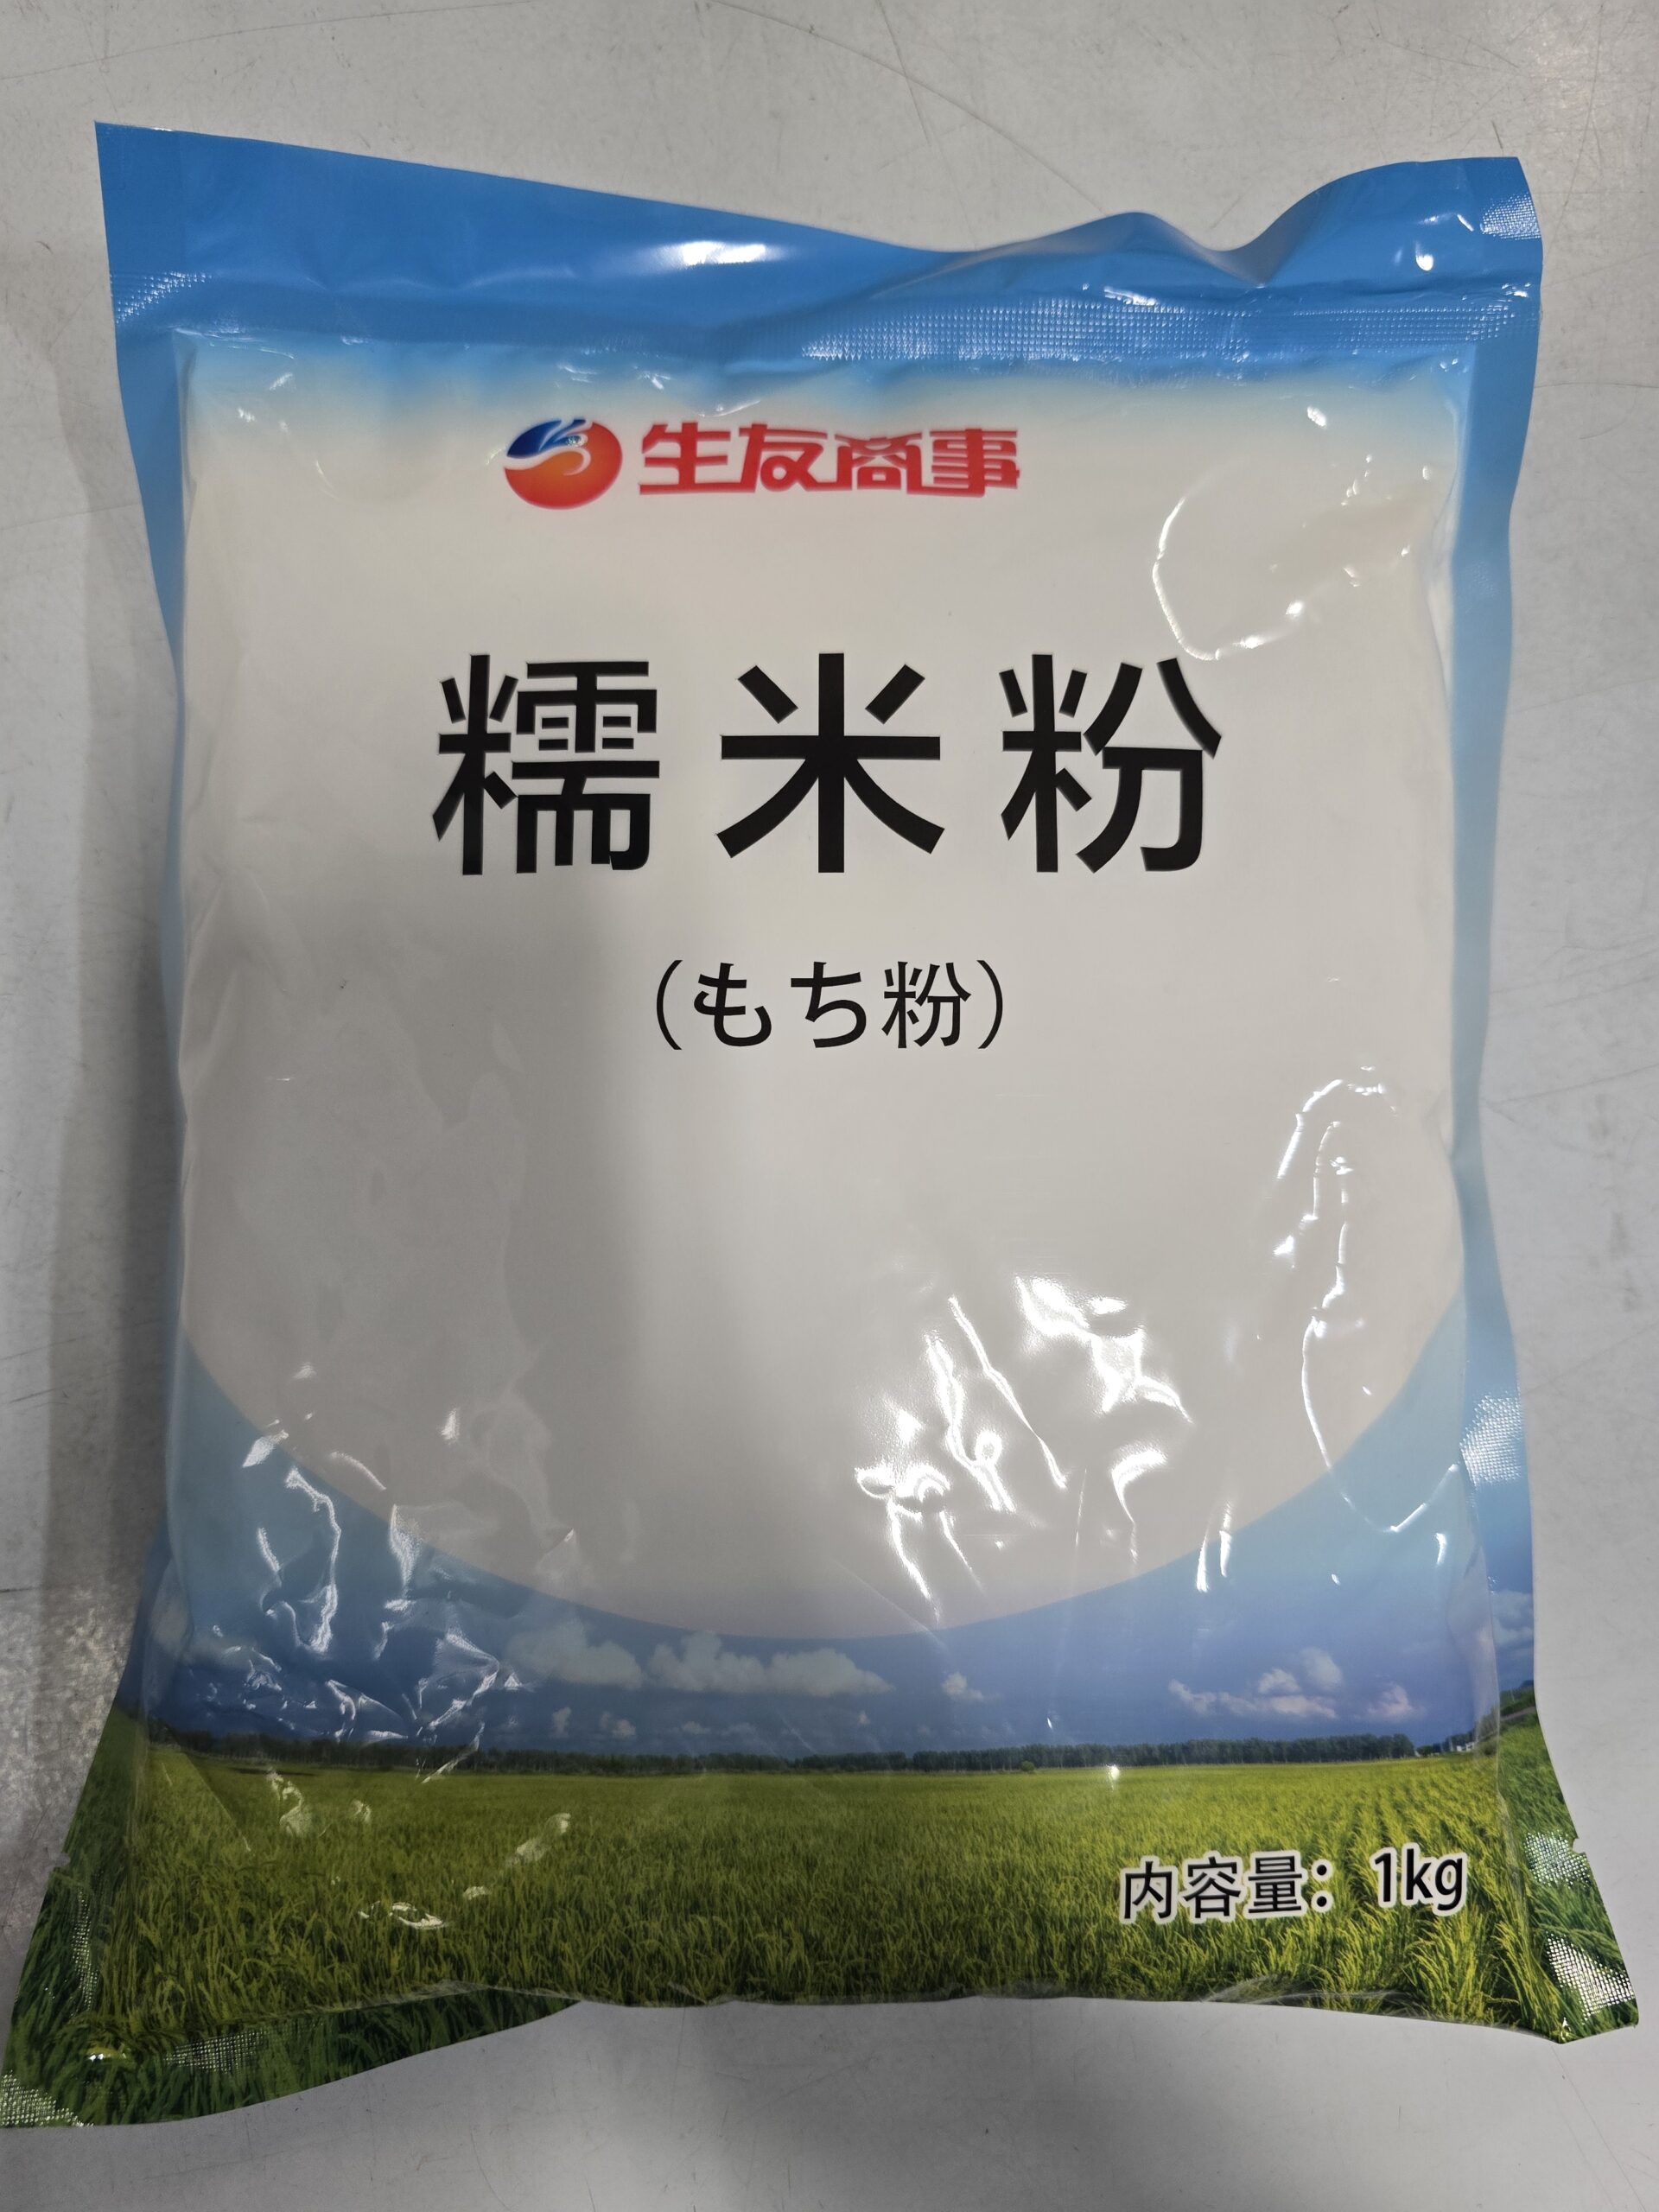 生友商事
糯米粉
（もち粉）
内容量：1kg